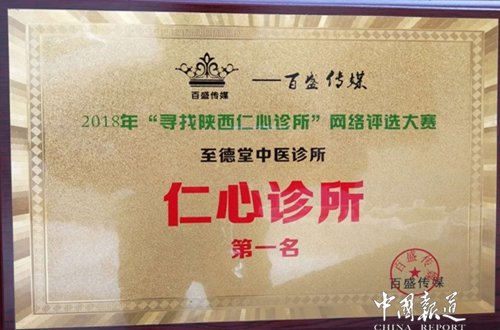 百盛传媒
——百盛传媒
2018年“寻找陕西仁心诊所”网络评选大赛
至德堂中医诊所
仁心诊所
第一名
百盛传媒
百盛传媒
中國報道
CHINA REPORT